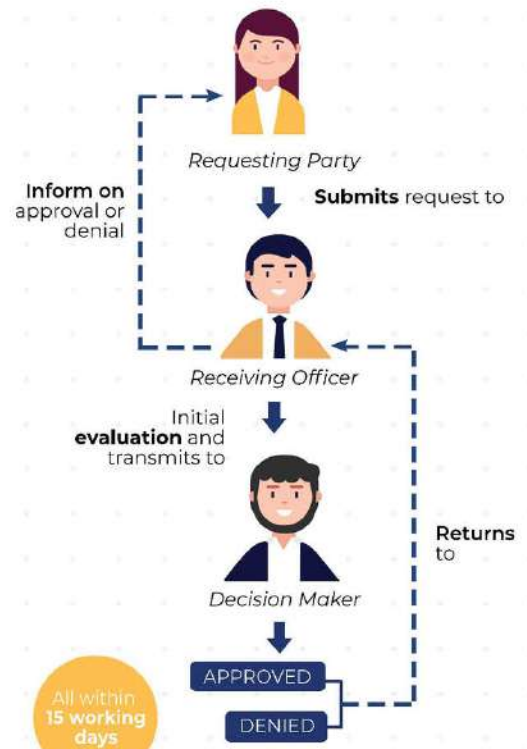 Requesting Party
Submits request to
Inform on
approval or
denial
Receiving Officer
Initial
evaluation and
transmits to
Decision Maker
Returns
to
APPROVED
DENIED
All within
15 working
days